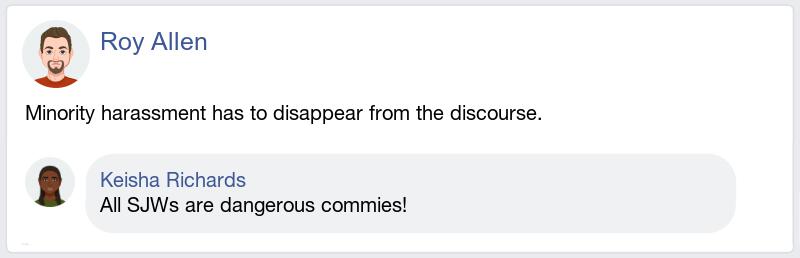 Roy Allen
Minority harassment has to disappear from the discourse.
Keisha Richards
All SJWs are dangerous commies!